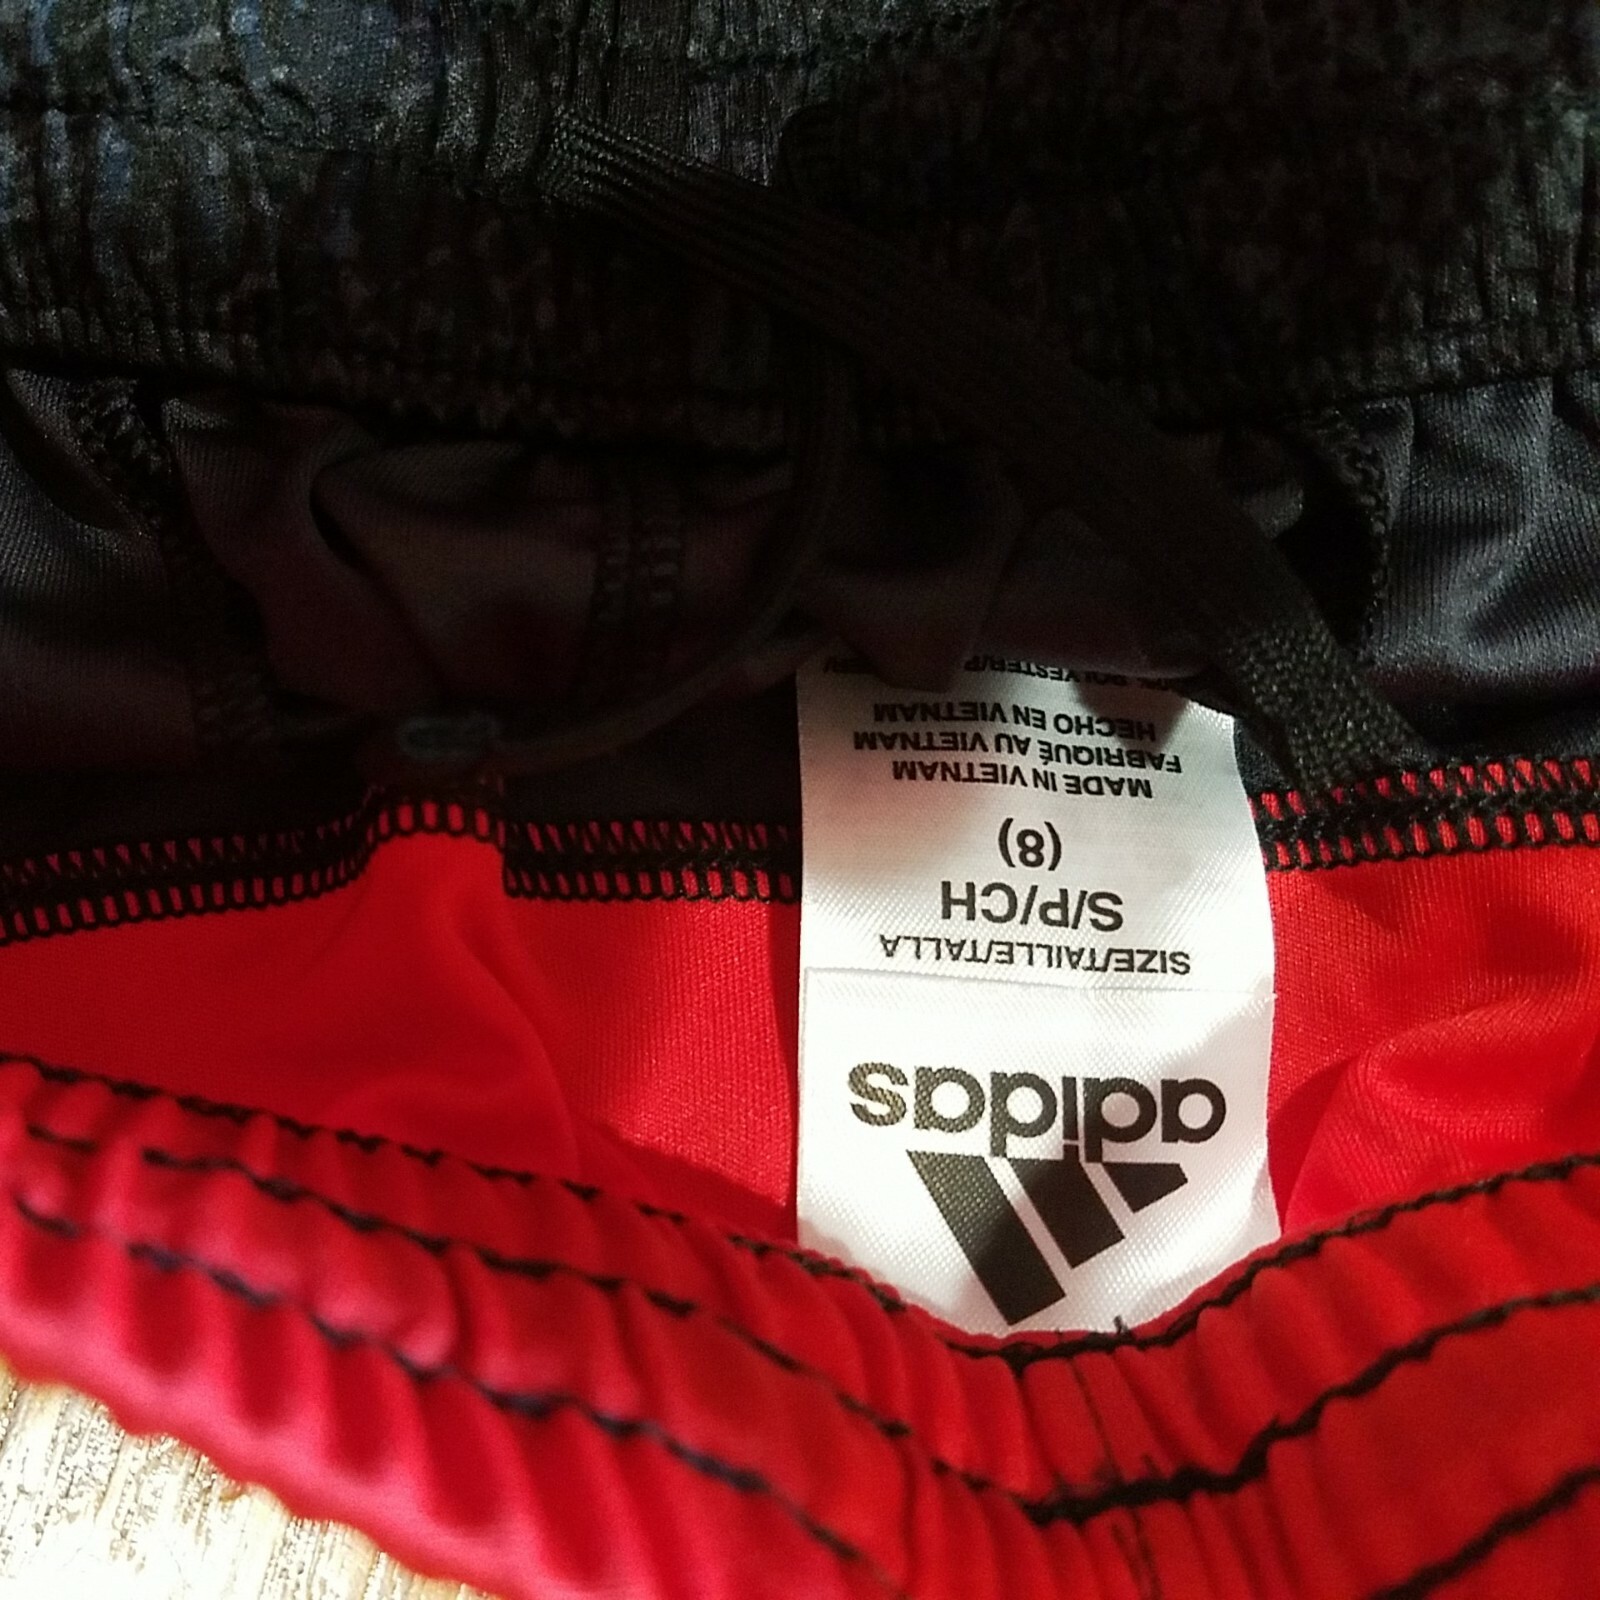 adidas
SIZE/TAILLE/TALLA
S/P/CH
(8)
MADE IN VIETNAM
FABRIQUÉ AU VIETNAM
HECHO EN VIETNAM